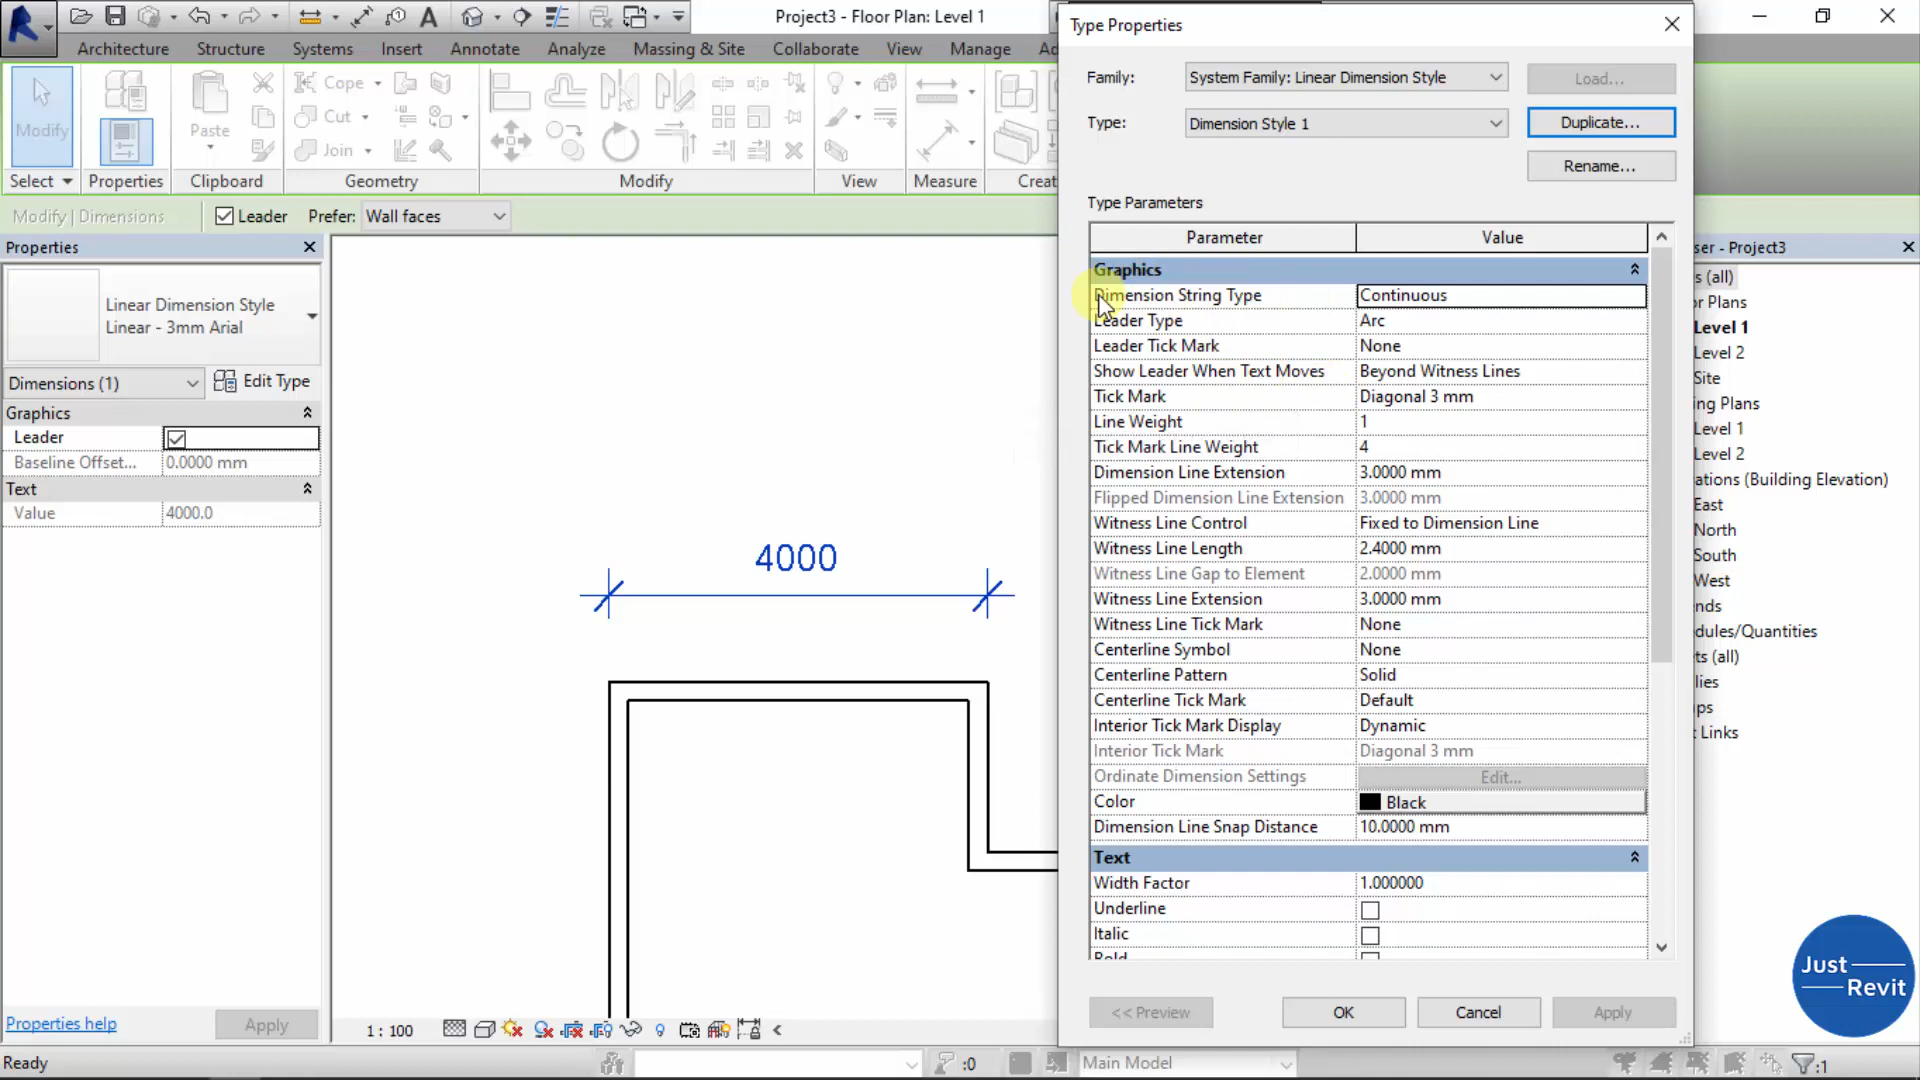 Project3 - Floor Plan: Level 1
Architecture Structure Systems Insert Annotate Analyze Massing & Site Collaborate View Manage Ad
Modify
Paste
Cope
Cut
Join
Select Properties Clipboard Geometry Modify View Measure Creat
Modify | Dimensions Leader Prefer: Wall faces
Properties
Linear Dimension Style
Linear - 3mm Arial
Dimensions (1) Edit Type
Graphics
Leader
Baseline Offset... 0.0000 mm
Text
Value 4000.0
Properties help Apply
4000
1 : 100
Ready :0 Main Model :1
Type Properties
Family: System Family: Linear Dimension Style Load...
Type: Dimension Style 1 Duplicate...
Rename...
Type Parameters
Parameter Value
Graphics
Dimension String Type Continuous
Leader Type Arc
Leader Tick Mark None
Show Leader When Text Moves Beyond Witness Lines
Tick Mark Diagonal 3 mm
Line Weight 1
Tick Mark Line Weight 4
Dimension Line Extension 3.0000 mm
Flipped Dimension Line Extension 3.0000 mm
Witness Line Control Fixed to Dimension Line
Witness Line Length 2.4000 mm
Witness Line Gap to Element 2.0000 mm
Witness Line Extension 3.0000 mm
Witness Line Tick Mark None
Centerline Symbol None
Centerline Pattern Solid
Centerline Tick Mark Default
Interior Tick Mark Display Dynamic
Interior Tick Mark Diagonal 3 mm
Ordinate Dimension Settings Edit...
Color Black
Dimension Line Snap Distance 10.0000 mm
Text
Width Factor 1.000000
Underline
Italic
Bold
<< Preview OK Cancel Apply
ser - Project3
s (all)
or Plans
Level 1
Level 2
Site
ing Plans
Level 1
Level 2
ations (Building Elevation)
East
North
South
West
nds
dules/Quantities
ts (all)
lies
ps
t Links
Just
Revit